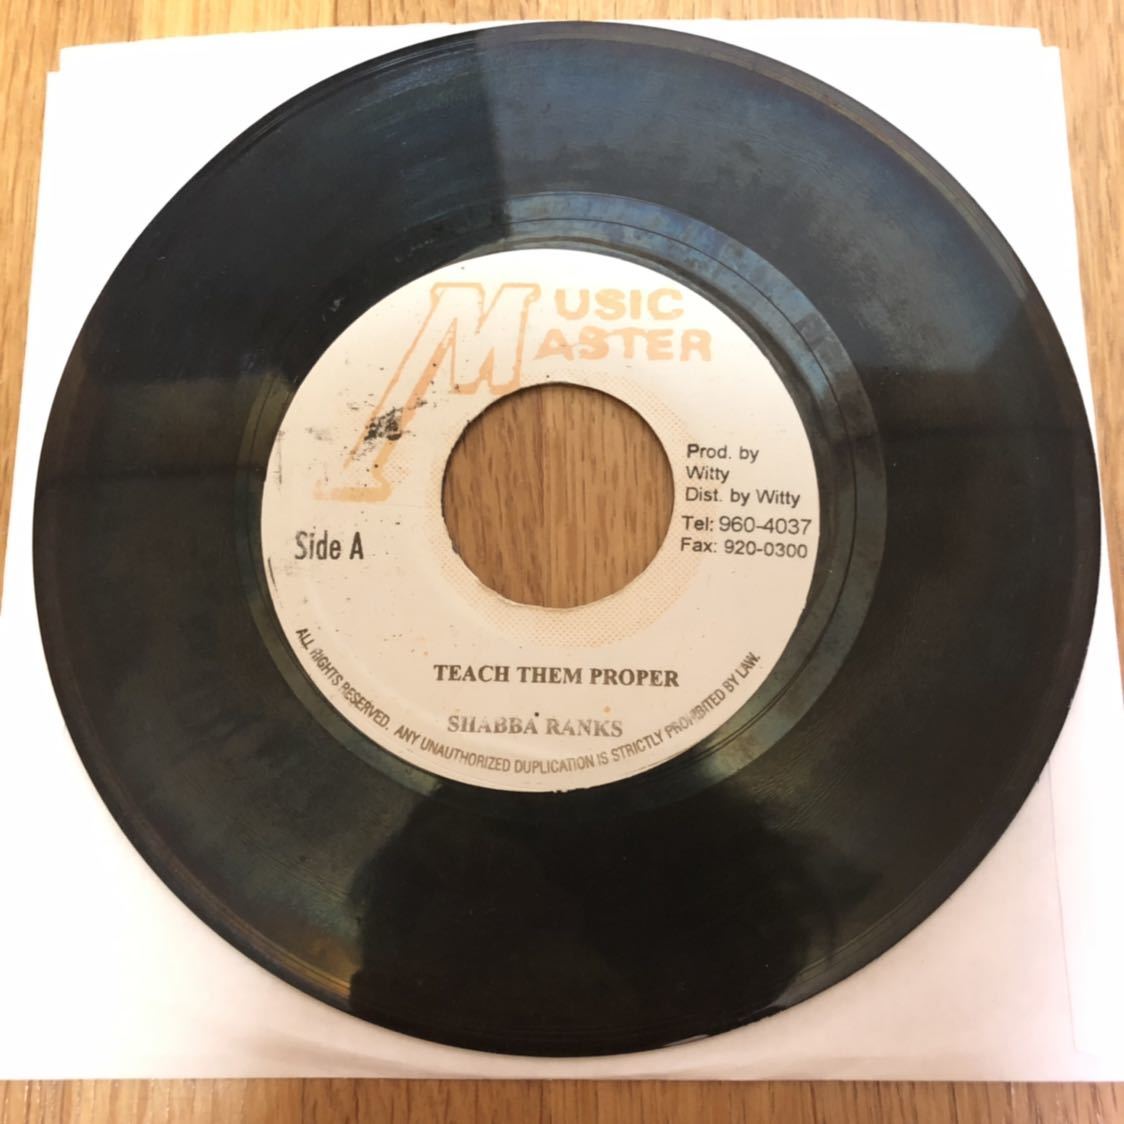 MUSIC
MASTER
Prod. by
Witty
Dist. by Witty
Tel: 960-4037
Fax: 920-0300
Side A
TEACH THEM PROPER
SHABBA RANKS
ALL RIGHTS RESERVED. ANY UNAUTHORIZED DUPLICATION IS STRICTLY PROHIBITED BY LAW.